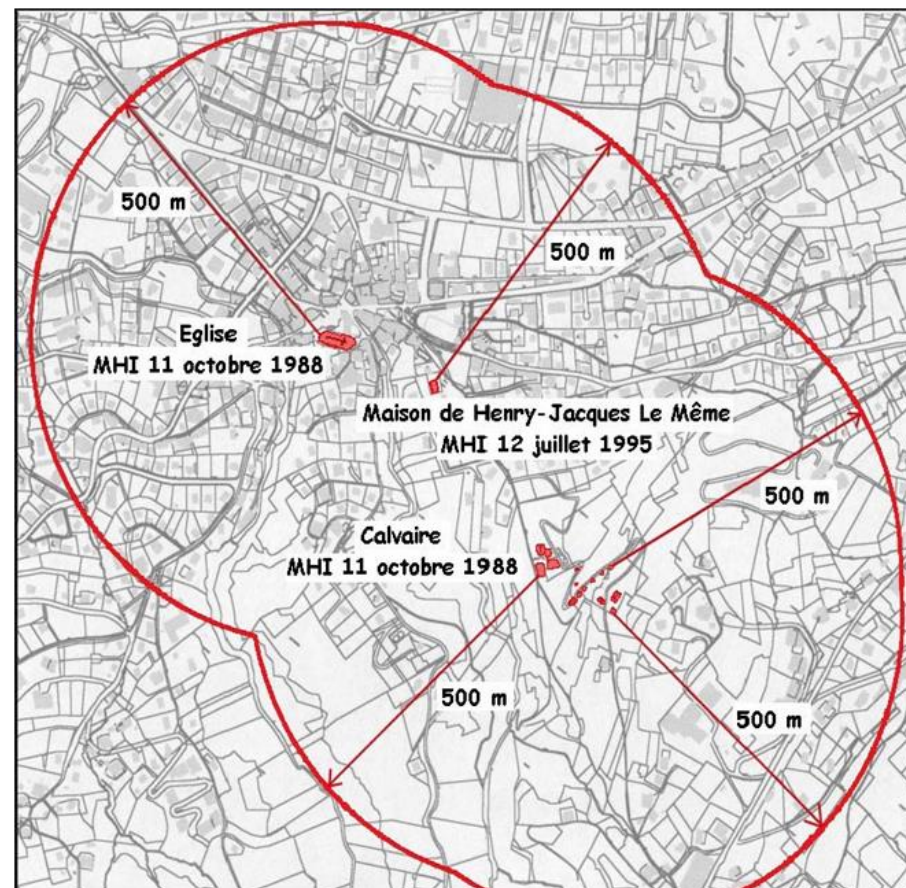 500 m
500 m
Eglise
MHI 11 octobre 1988
Maison de Henry-Jacques Le Même
MHI 12 juillet 1995
500 m
Calvaire
MHI 11 octobre 1988
500 m
500 m